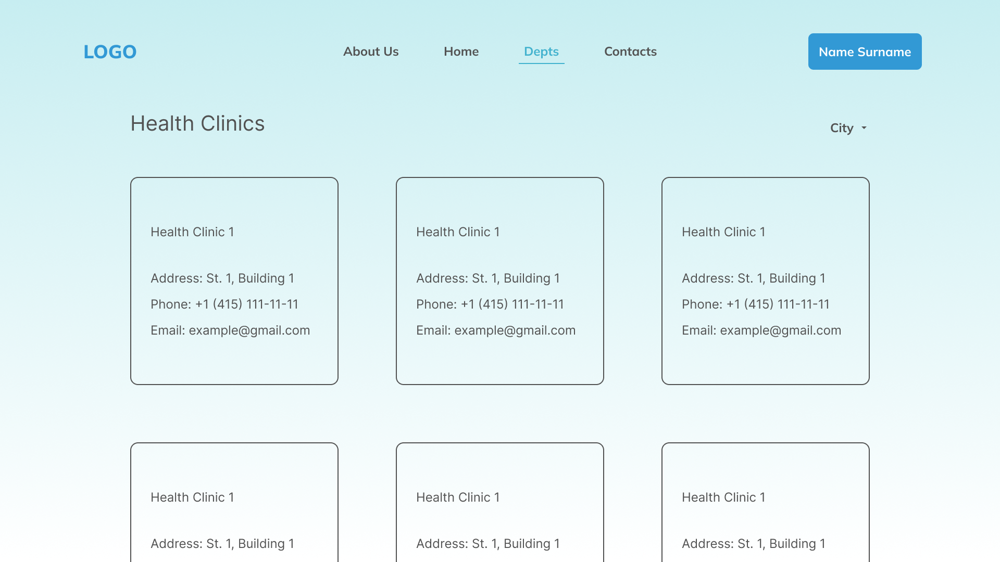 LOGO
About Us
Home
Depts
Contacts
Name Surname
Health Clinics
City
Health Clinic 1
Address: St. 1, Building 1
Phone: +1 (415) 111-11-11
Email: example@gmail.com
Health Clinic 1
Address: St. 1, Building 1
Phone: +1 (415) 111-11-11
Email: example@gmail.com
Health Clinic 1
Address: St. 1, Building 1
Phone: +1 (415) 111-11-11
Email: example@gmail.com
Health Clinic 1
Address: St. 1, Building 1
Health Clinic 1
Address: St. 1, Building 1
Health Clinic 1
Address: St. 1, Building 1